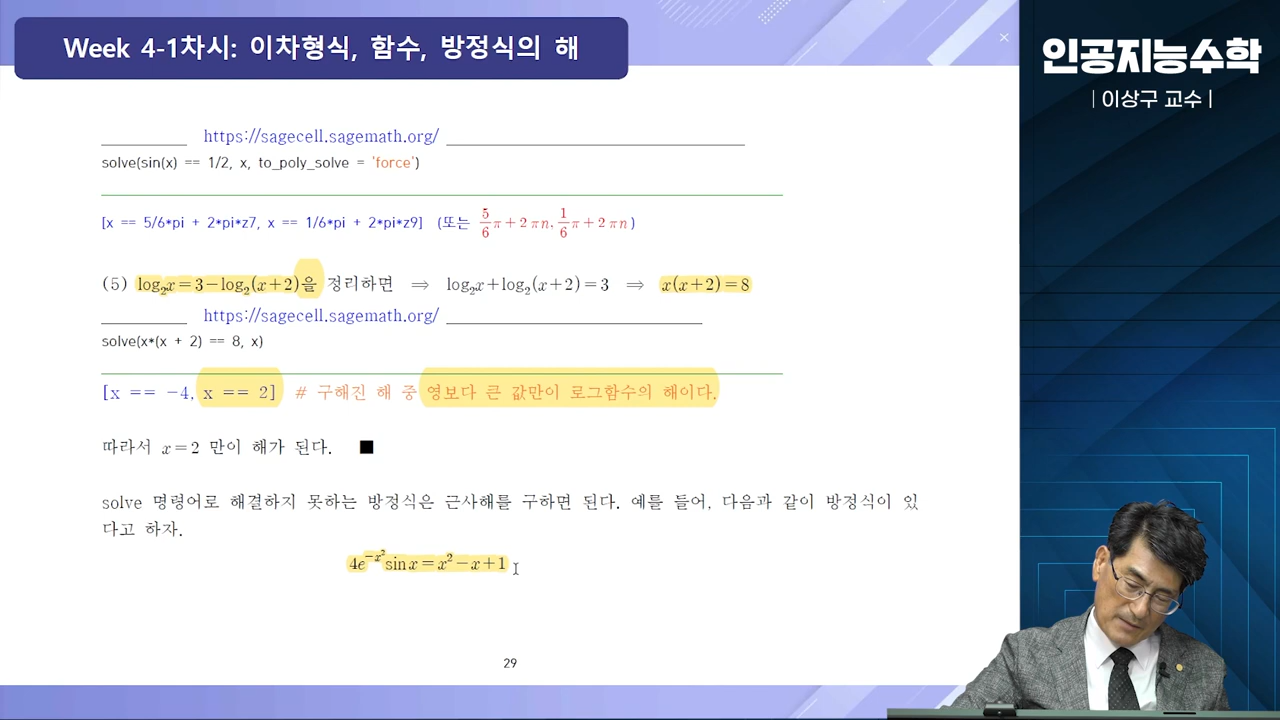 Week 4-1차시: 이차형식, 함수, 방정식의 해
인공지능수학
| 이상구 교수 |
https://sagecell.sagemath.org/
solve(sin(x) == 1/2, x, to_poly_solve = 'force')
[x == 5/6*pi + 2*pi*z7, x == 1/6*pi + 2*pi*z9] (또는 5/6 π + 2πn, 1/6 π + 2πn)
(5) log₂x = 3 − log₂(x+2)을 정리하면 ⟹ log₂x + log₂(x+2) = 3 ⟹ x(x+2) = 8
https://sagecell.sagemath.org/
solve(x*(x + 2) == 8, x)
[x == −4, x == 2] # 구해진 해 중 영보다 큰 값만이 로그함수의 해이다.
따라서 x = 2 만이 해가 된다. ■
solve 명령어로 해결하지 못하는 방정식은 근사해를 구하면 된다. 예를 들어, 다음과 같이 방정식이 있
다고 하자.
4e^{−x²} sin x = x² − x + 1
29